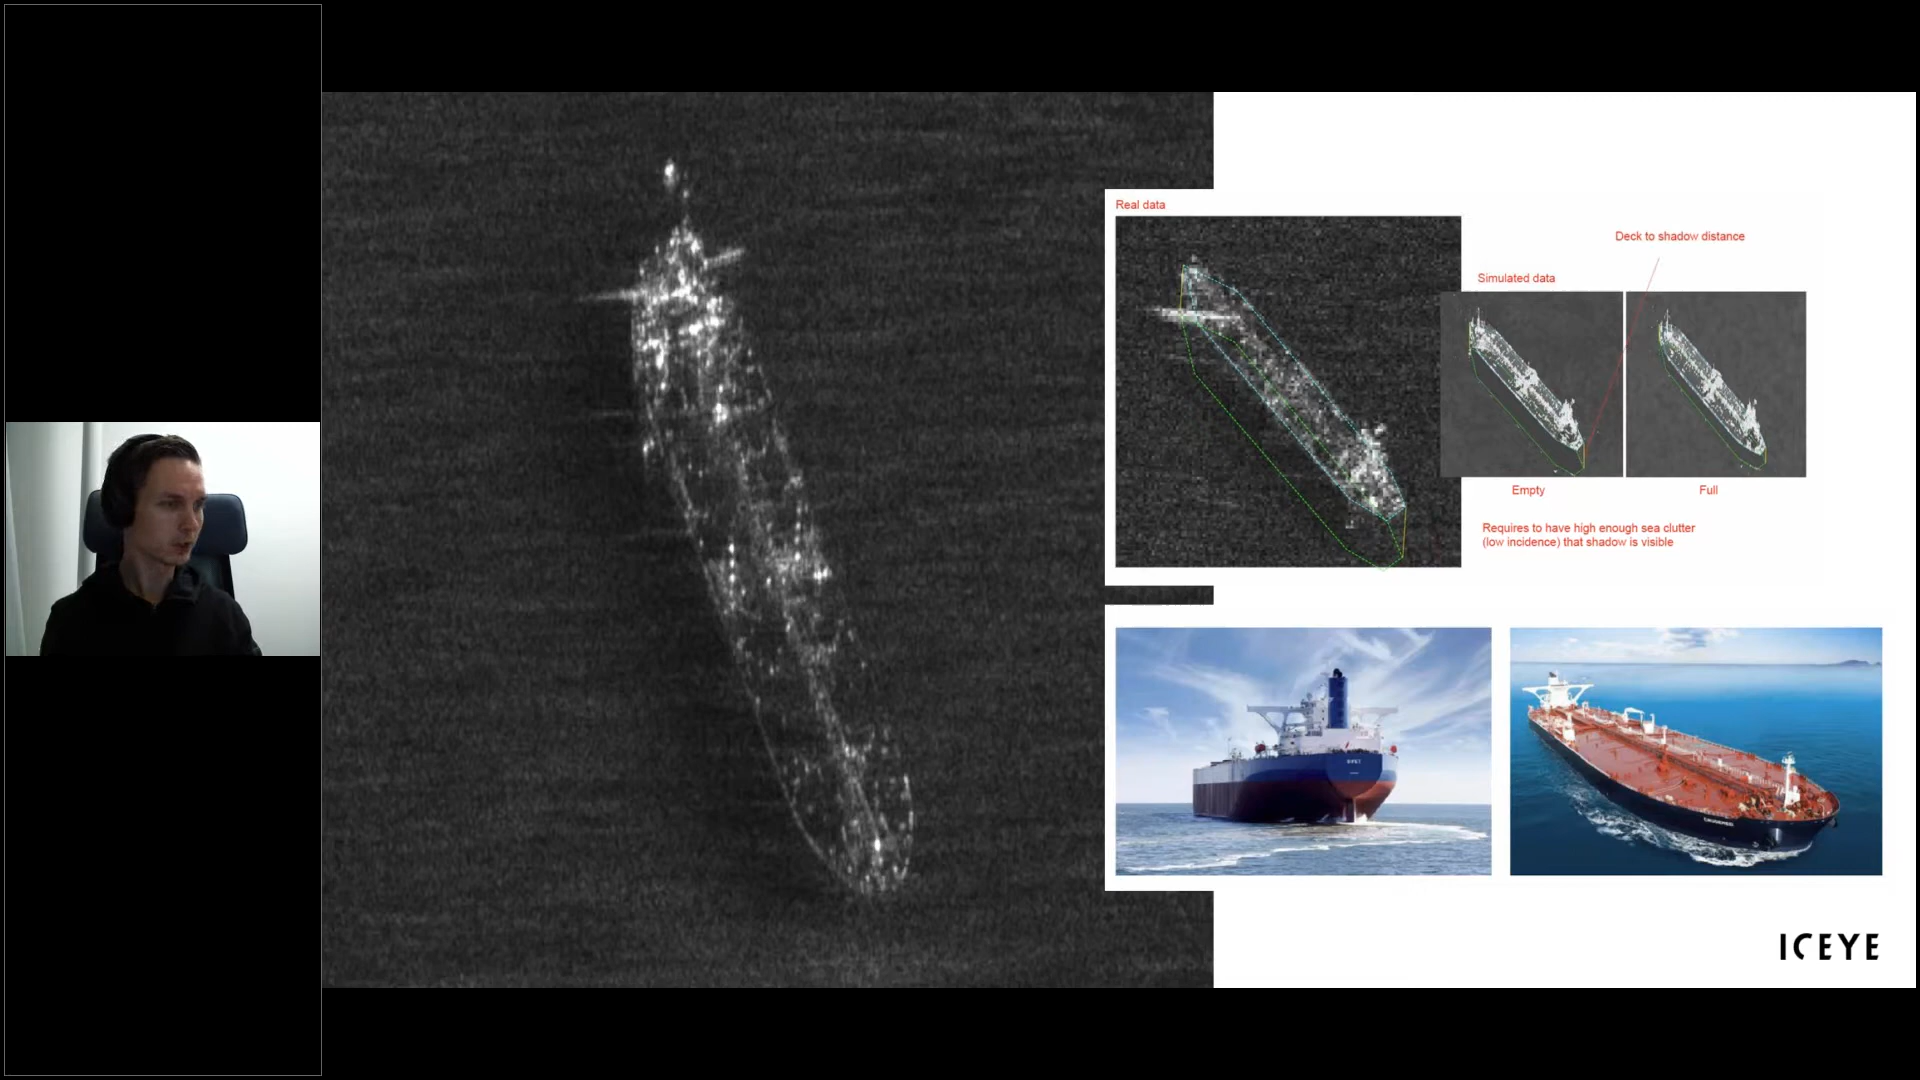 Real data
Deck to shadow distance
Simulated data
Empty
Full
Requires to have high enough sea clutter
(low incidence) that shadow is visible
ICEYE